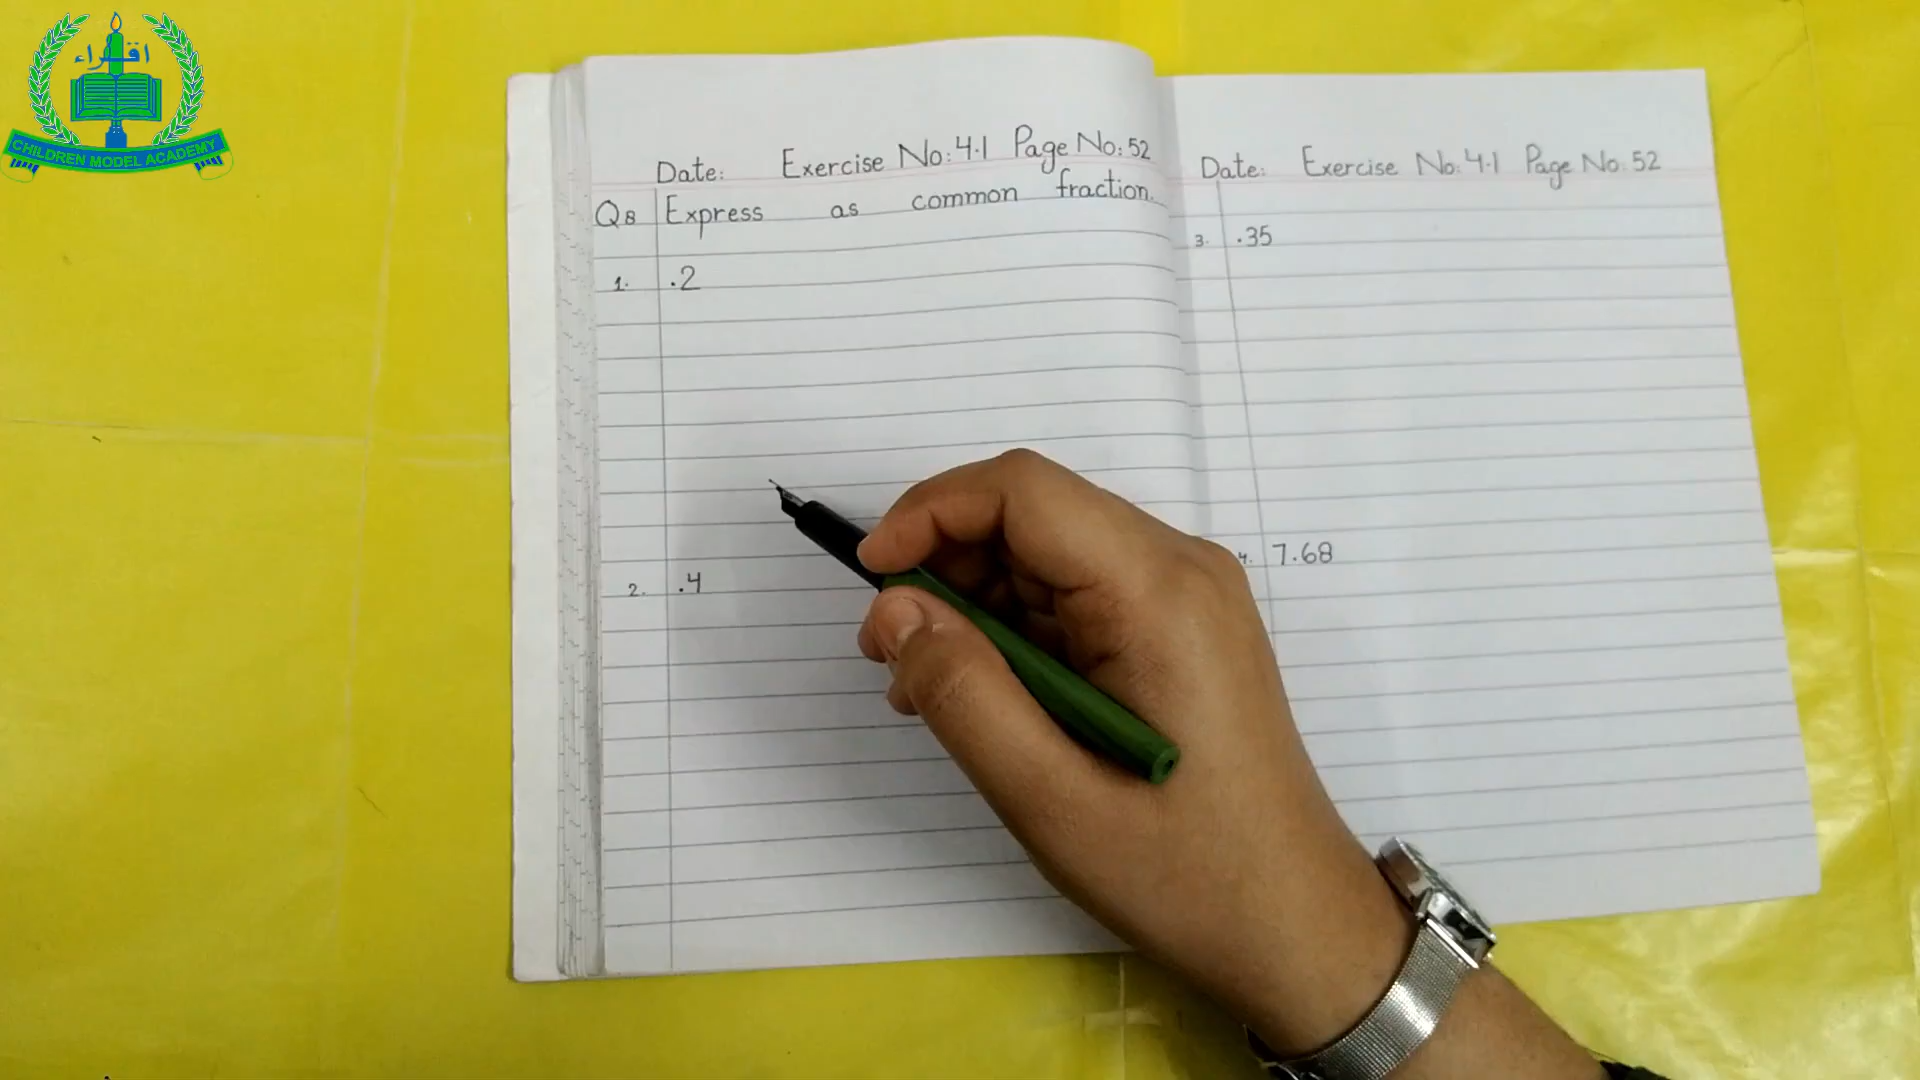 اقراء
CHILDREN MODEL ACADEMY
Date: Exercise No: 4.1 Page No: 52
Q8 Express as common fraction.
1. .2
2. .4
Date: Exercise No: 4.1 Page No: 52
3. .35
4. 7.68